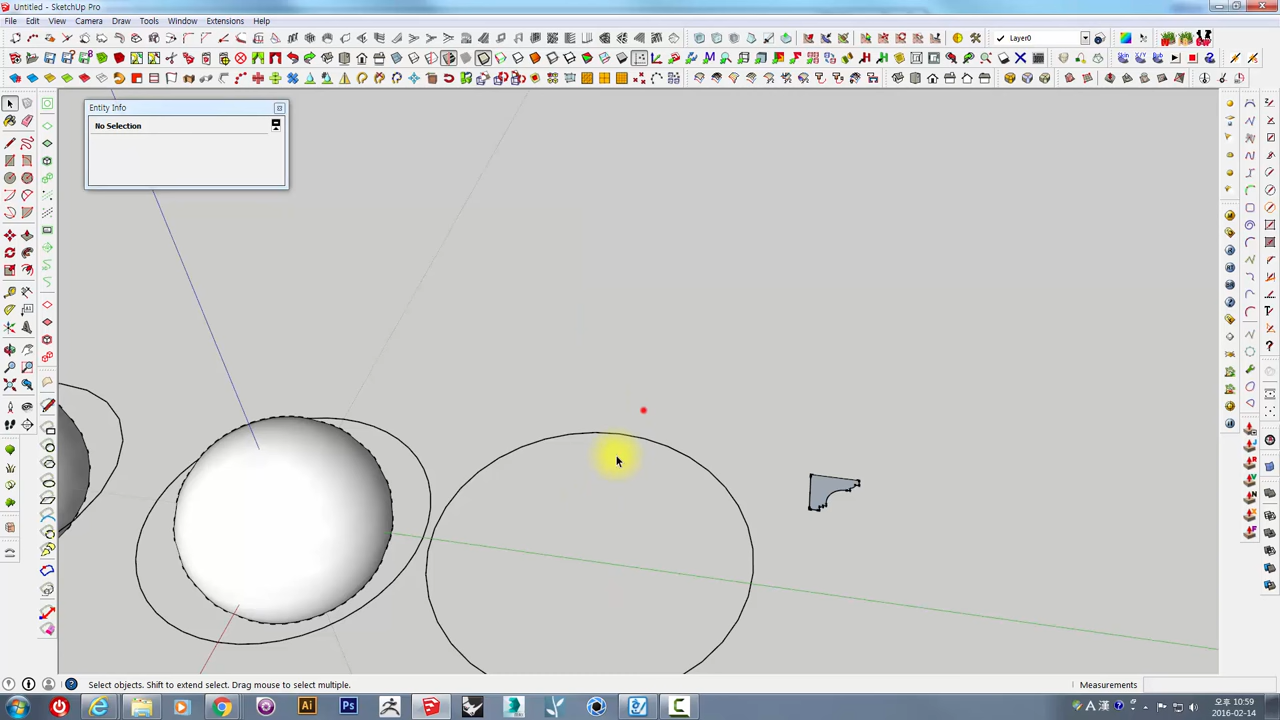 Untitled - SketchUp Pro
File Edit View Camera Draw Tools Window Extensions Help
Layer0
Entity Info
No Selection
Select objects. Shift to extend select. Drag mouse to select multiple.
Measurements
오후 10:59
2016-02-14